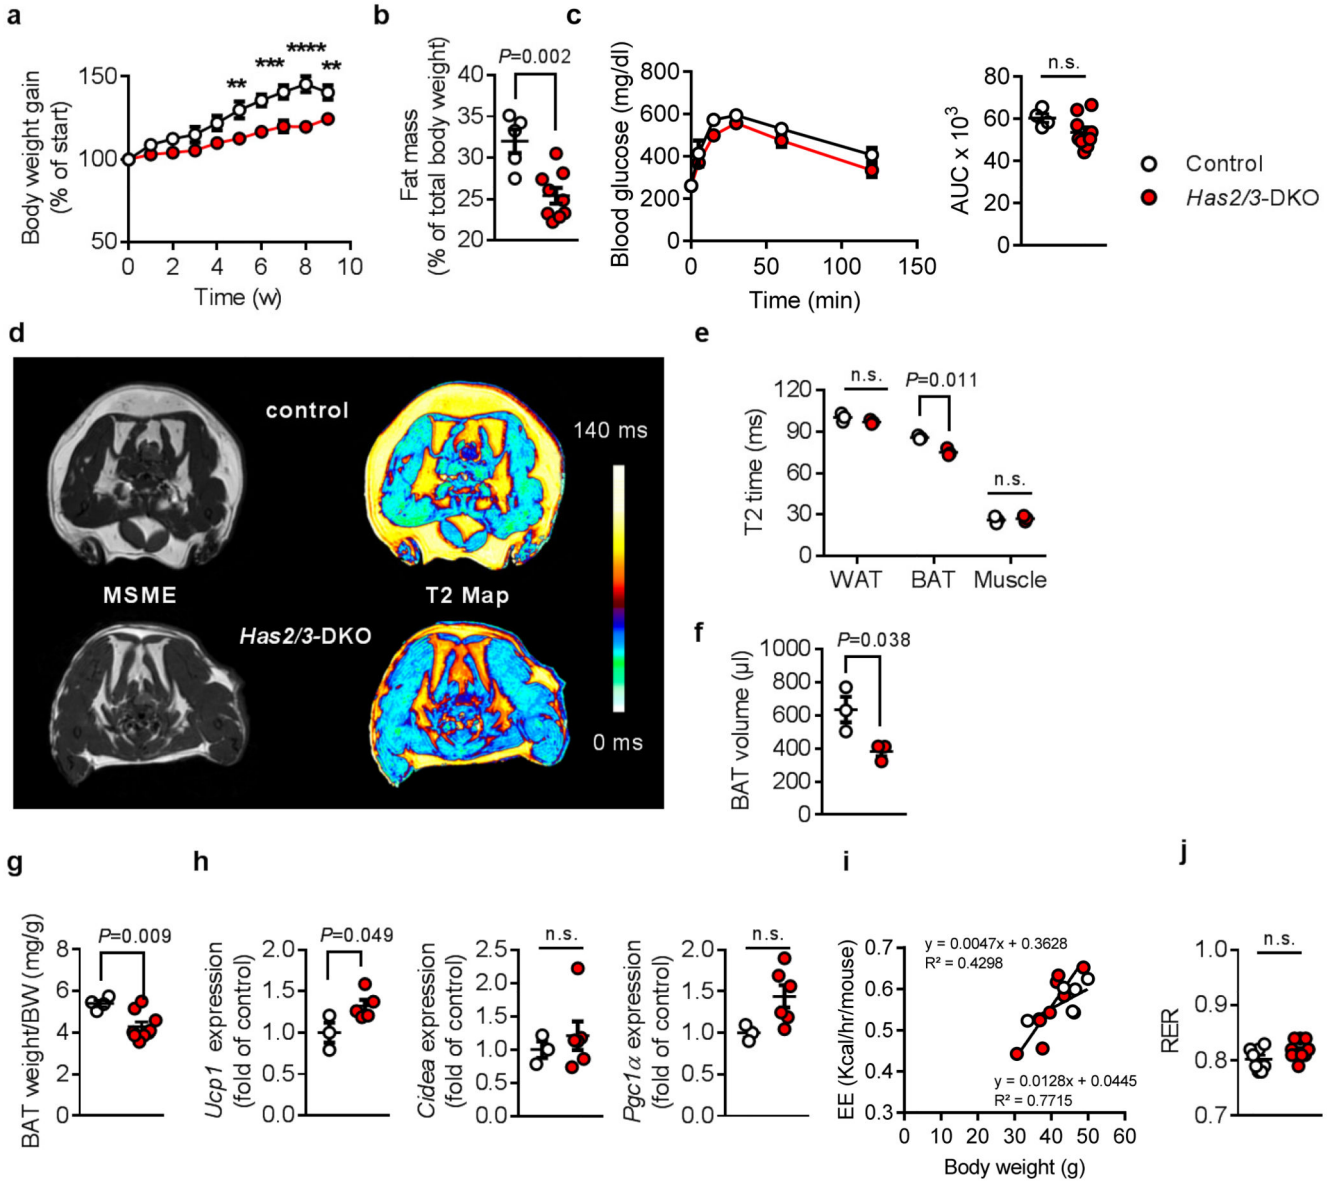 a
Body weight gain
(% of start)
150
100
50
0
2
4
6
8
10
Time (w)
**
***
****
**
b
Fat mass
(% of total body weight)
40
35
30
25
20
P=0.002
c
Blood glucose (mg/dl)
800
600
400
200
0
0
50
100
150
Time (min)
AUC x 10³
80
60
40
20
0
n.s.
Control
Has2/3-DKO
d
control
140 ms
MSME
T2 Map
Has2/3-DKO
0 ms
e
T2 time (ms)
120
90
60
30
0
n.s.
P=0.011
n.s.
WAT
BAT
Muscle
f
BAT volume (µl)
1000
800
600
400
200
0
P=0.038
g
BAT weight/BW (mg/g)
8
6
4
2
0
P=0.009
h
Ucp1 expression
(fold of control)
2.0
1.5
1.0
0.5
0.0
P=0.049
Cidea expression
(fold of control)
2.5
2.0
1.5
1.0
0.5
0.0
n.s.
Pgc1α expression
(fold of control)
2.0
1.5
1.0
0.5
0.0
n.s.
i
EE (Kcal/hr/mouse)
0.7
0.6
0.5
0.4
0.3
y = 0.0047x + 0.3628
R² = 0.4298
y = 0.0128x + 0.0445
R² = 0.7715
0
10
20
30
40
50
60
Body weight (g)
j
RER
1.0
0.9
0.8
0.7
n.s.